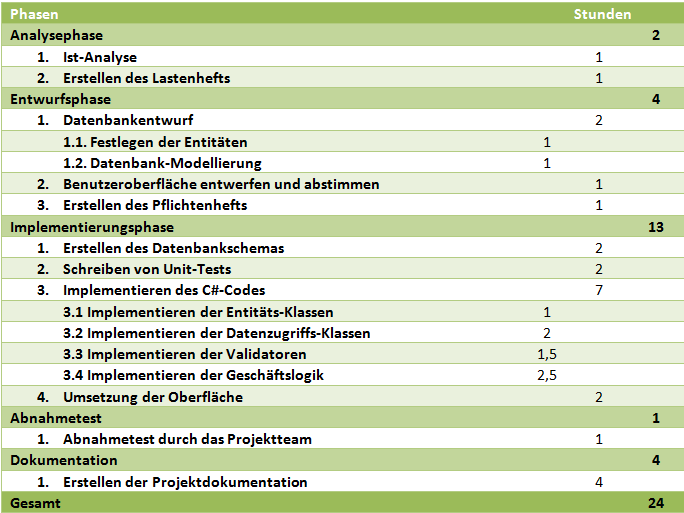 Phasen Stunden
Analysephase 2
1. Ist-Analyse 1
2. Erstellen des Lastenhefts 1
Entwurfsphase 4
1. Datenbankentwurf 2
1.1. Festlegen der Entitäten 1
1.2. Datenbank-Modellierung 1
2. Benutzeroberfläche entwerfen und abstimmen 1
3. Erstellen des Pflichtenhefts 1
Implementierungsphase 13
1. Erstellen des Datenbankschemas 2
2. Schreiben von Unit-Tests 2
3. Implementieren des C#-Codes 7
3.1 Implementieren der Entitäts-Klassen 1
3.2 Implementieren der Datenzugriffs-Klassen 2
3.3 Implementieren der Validatoren 1,5
3.4 Implementieren der Geschäftslogik 2,5
4. Umsetzung der Oberfläche 2
Abnahmetest 1
1. Abnahmetest durch das Projektteam 1
Dokumentation 4
1. Erstellen der Projektdokumentation 4
Gesamt 24